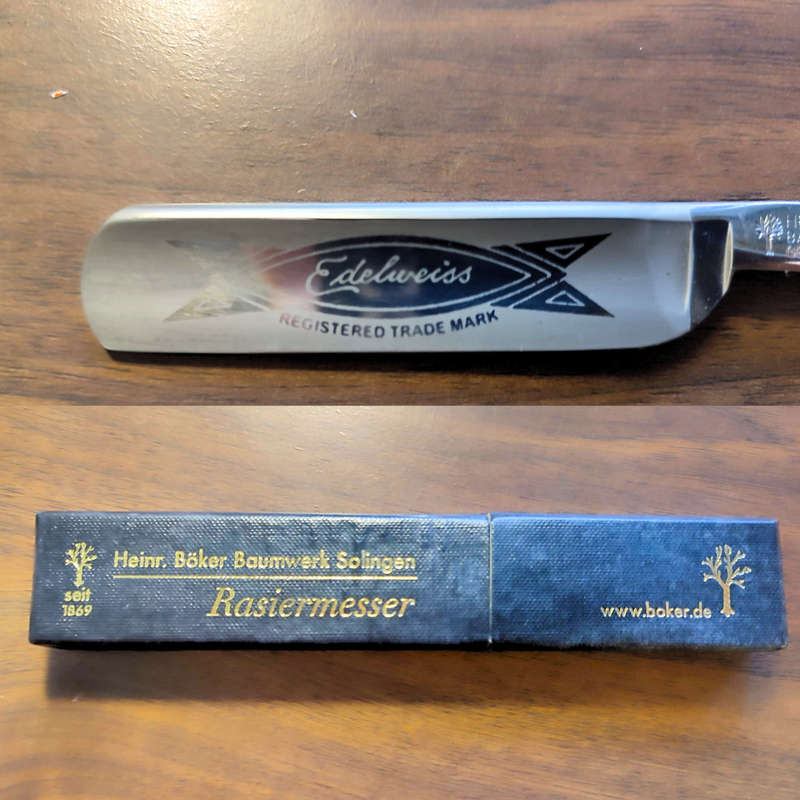 Edelweiss
REGISTERED TRADE MARK
Heinr. Böker Baumwerk Solingen
seit
1869
Rasiermesser
www.boker.de